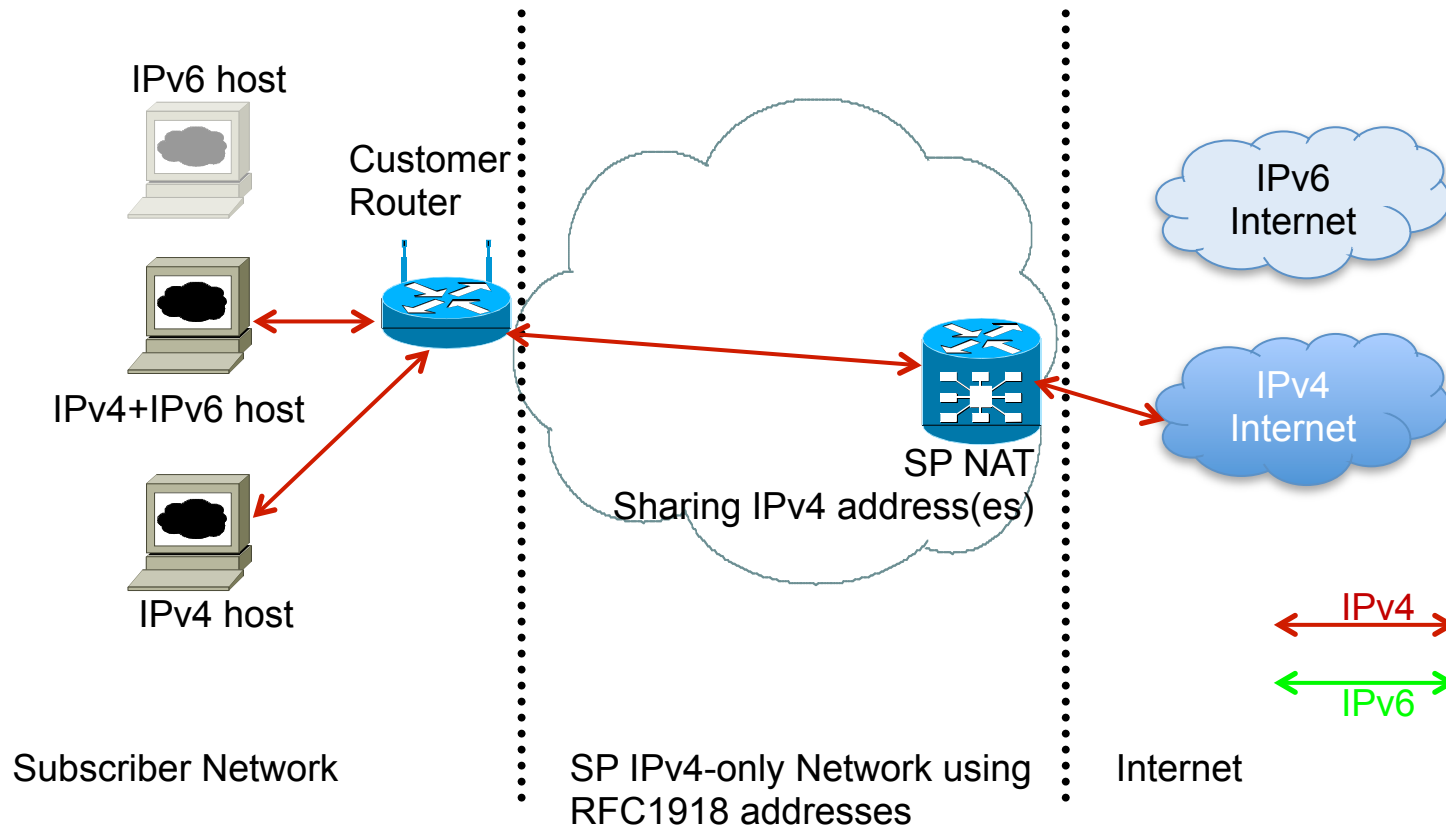 IPv6 host
Customer
Router
IPv4+IPv6 host
IPv4 host
SP NAT
Sharing IPv4 address(es)
IPv6
Internet
IPv4
Internet
IPv4
IPv6
Subscriber Network
SP IPv4-only Network using
RFC1918 addresses
Internet